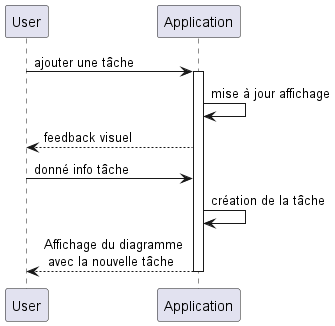 User
Application
ajouter une tâche
mise à jour affichage
feedback visuel
donné info tâche
création de la tâche
Affichage du diagramme
avec la nouvelle tâche
User
Application